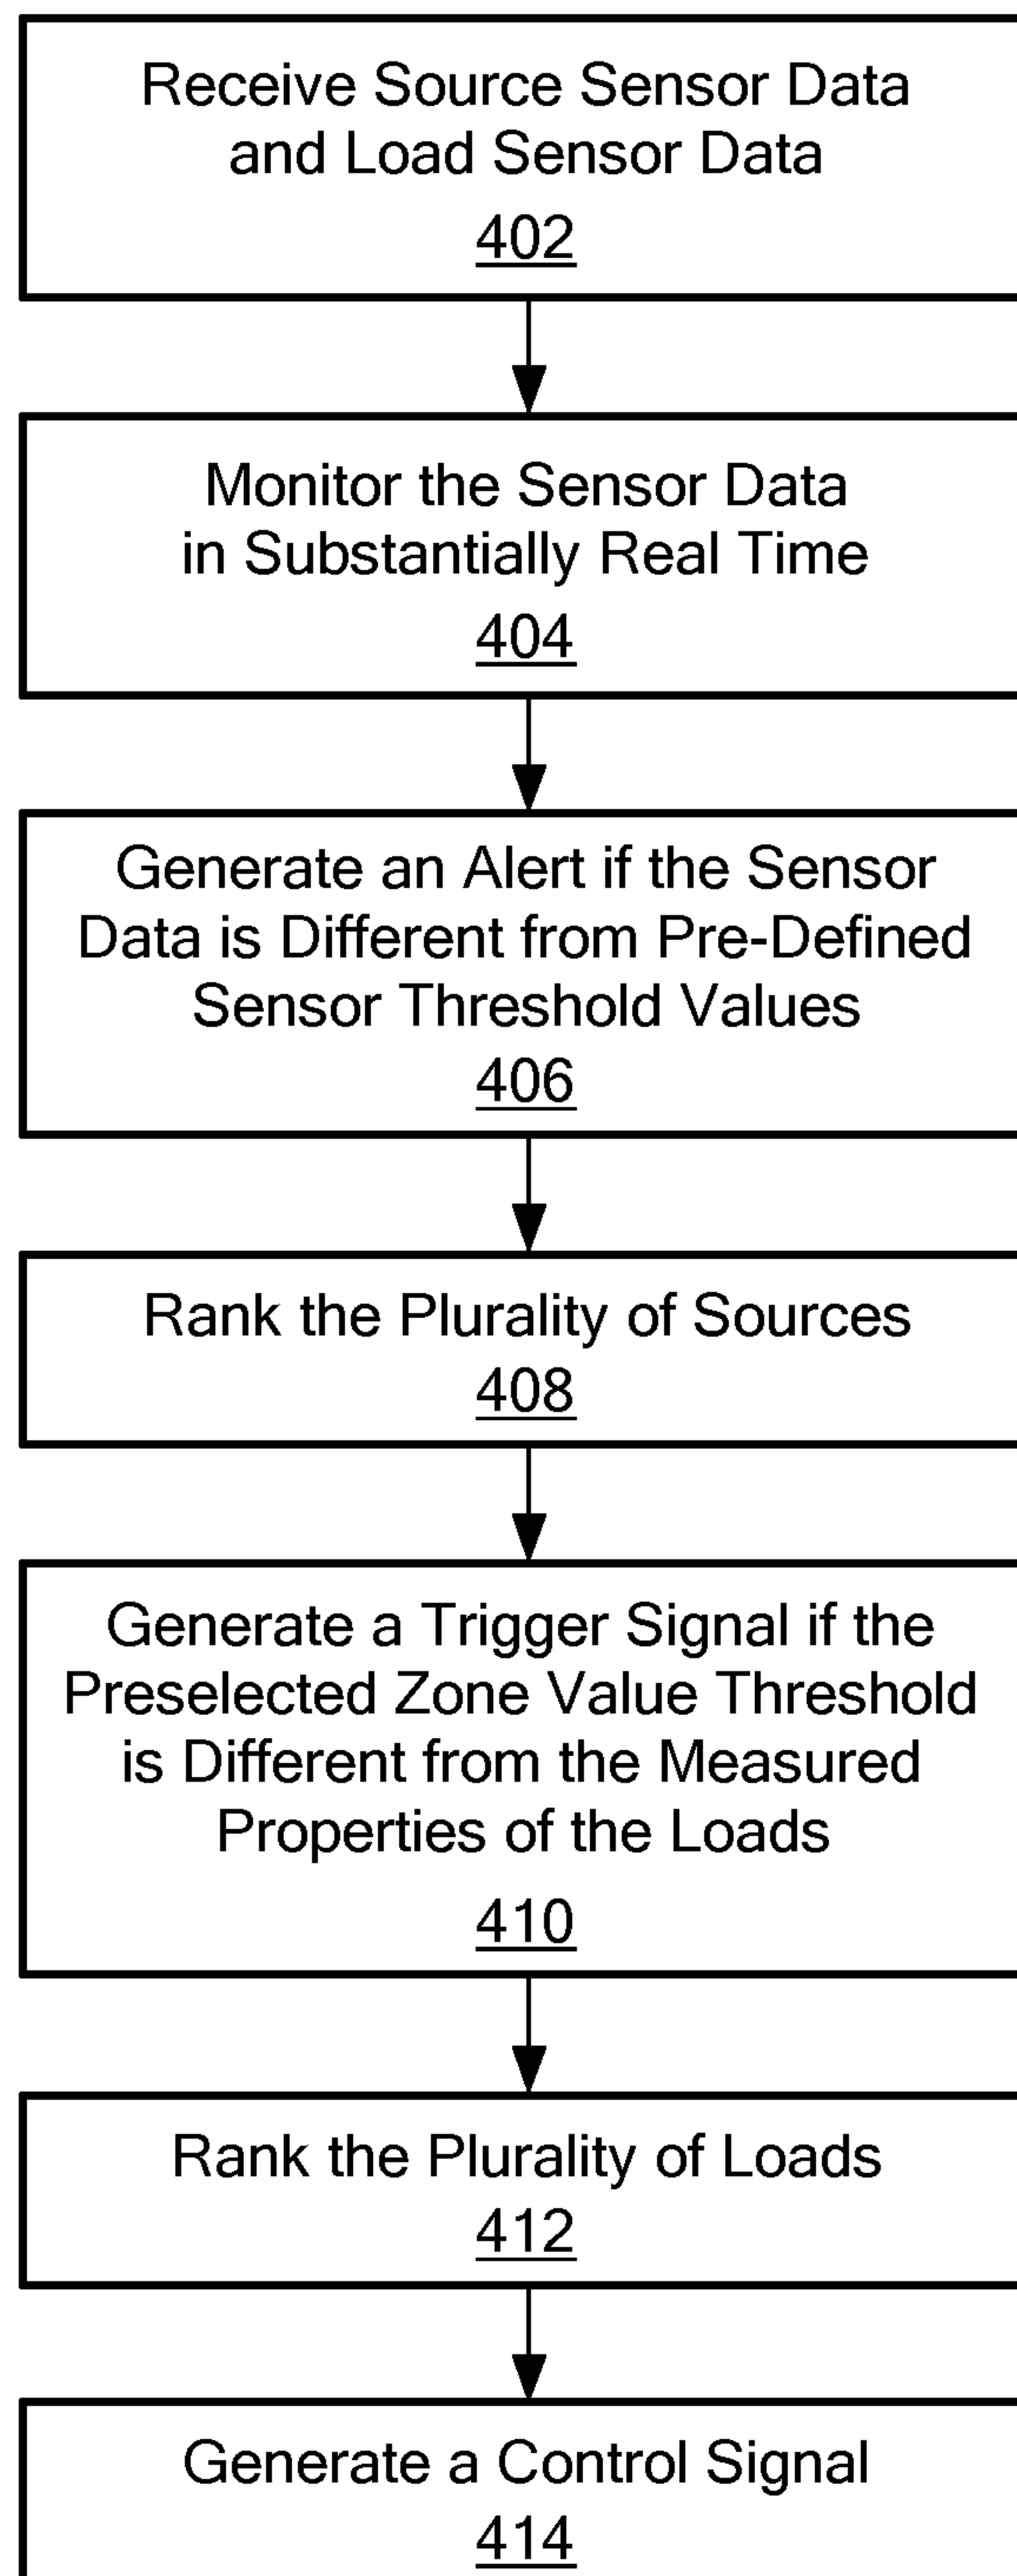 Receive Source Sensor Data
and Load Sensor Data
402
Monitor the Sensor Data
in Substantially Real Time
404
Generate an Alert if the Sensor
Data is Different from Pre-Defined
Sensor Threshold Values
406
Rank the Plurality of Sources
408
Generate a Trigger Signal if the
Preselected Zone Value Threshold
is Different from the Measured
Properties of the Loads
410
Rank the Plurality of Loads
412
Generate a Control Signal
414